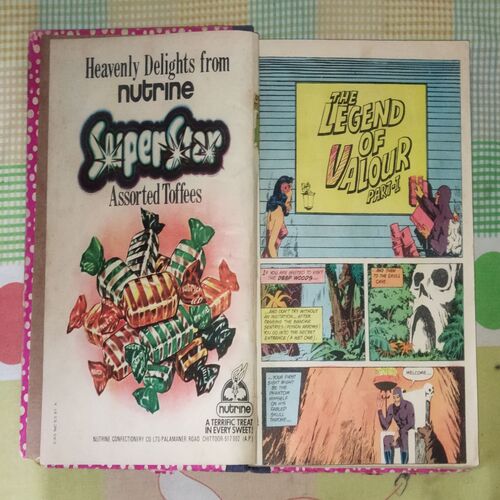 Heavenly Delights from
nutrine
SuperStar
Assorted Toffees
nutrine
A TERRIFIC TREAT
IN EVERY SWEET!
NUTRINE CONFECTIONERY CO LTD. PALAMANER ROAD CHITTOOR-517 002 (A.P.)
THE
LEGEND
OF
VALOUR
PART-I
IF YOU ARE INVITED TO VISIT
THE DEEP WOODS...
...AND DON'T TRY WITHOUT
AN INVITATION... AFTER
PASSING THE BANDAR
SENTRIES (POISON ARROWS)
YOU GO INTO THE SECRET
ENTRANCE (A WET ONE)
AND THEN
TO THE SKULL
CAVE
WELCOME...
...YOUR FIRST
SIGHT MIGHT
BE THE
PHANTOM
HIMSELF
ON HIS
FABLED
SKULL
THRONE...